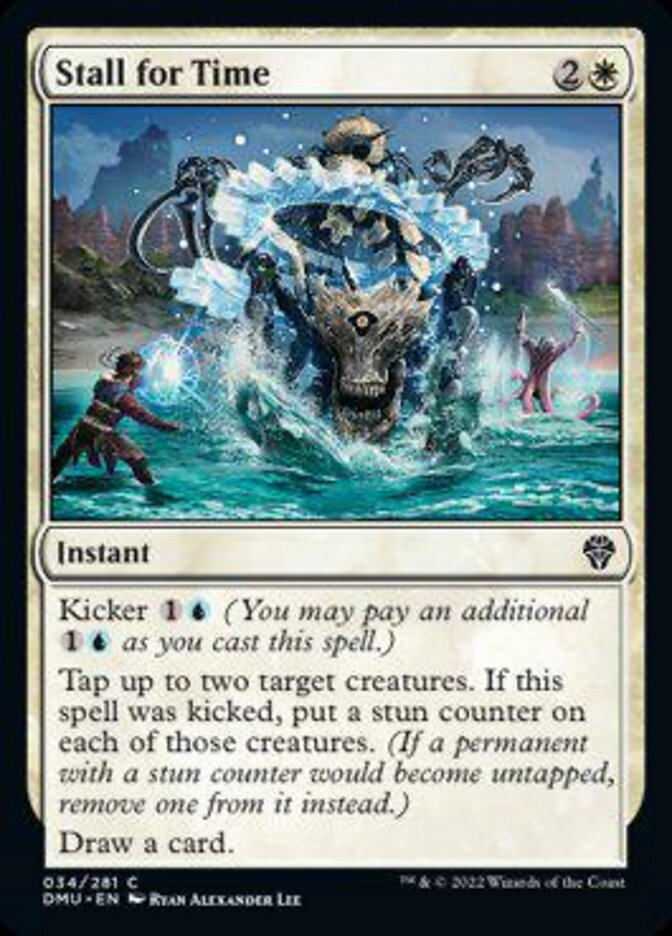 Stall for Time 2
Instant
Kicker 1 (You may pay an additional
1 as you cast this spell.)
Tap up to two target creatures. If this
spell was kicked, put a stun counter on
each of those creatures. (If a permanent
with a stun counter would become untapped,
remove one from it instead.)
Draw a card.
034/281 C
™ & © 2022 Wizards of the Coast
DMU • EN Ryan Alexander Lee